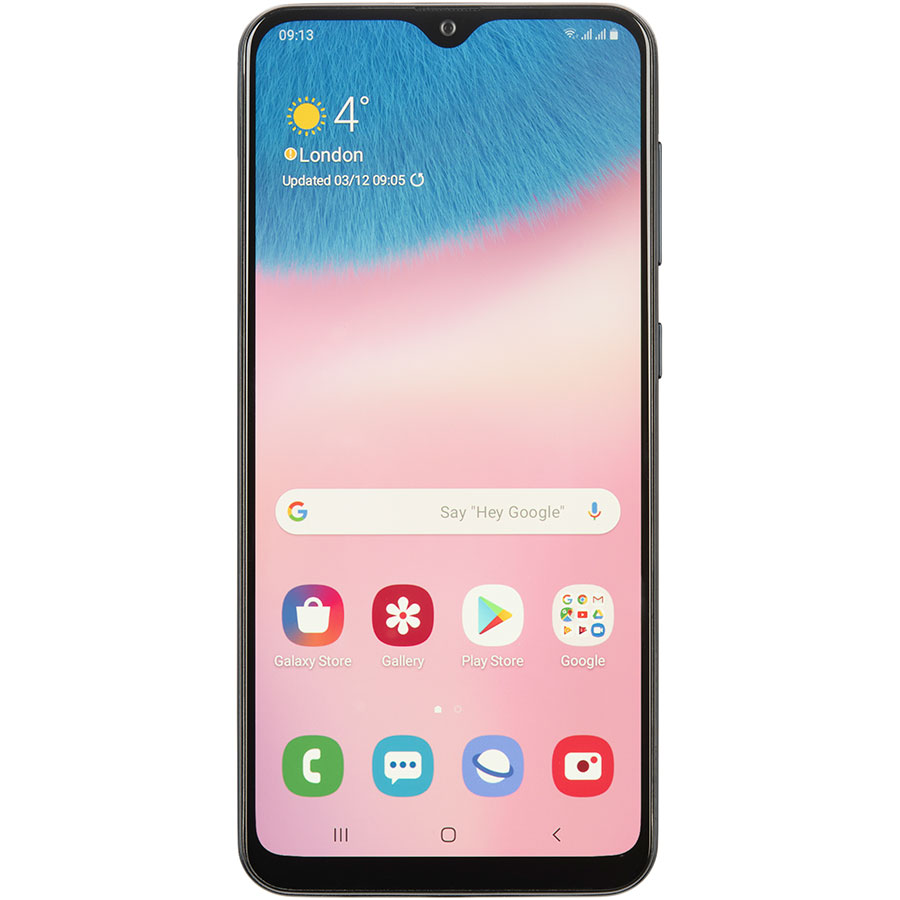 09:13
4°
London
Updated 03/12 09:05
Say "Hey Google"
Galaxy Store
Gallery
Play Store
Google